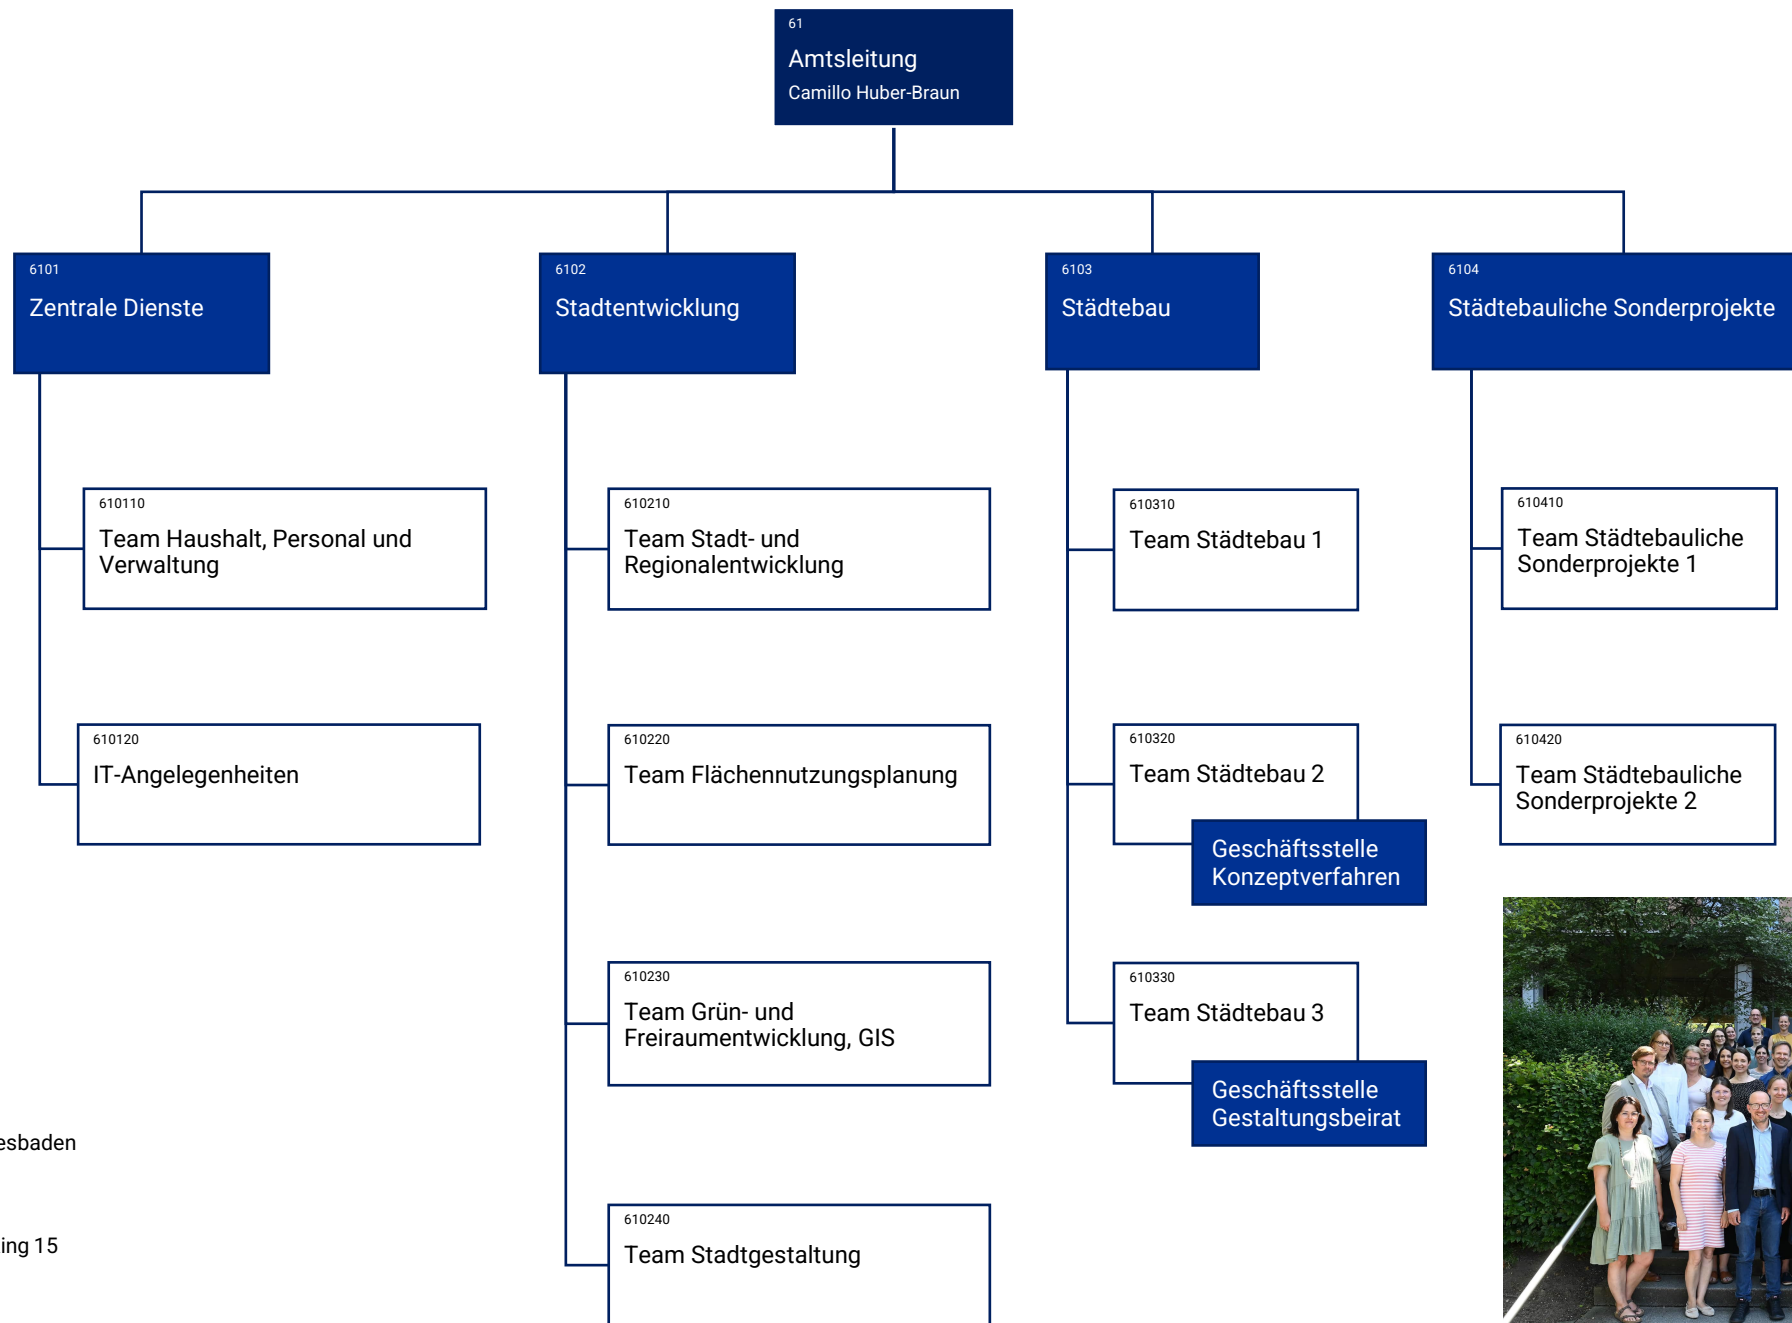 61
Amtsleitung
Camillo Huber-Braun
6101
Zentrale Dienste
6102
Stadtentwicklung
6103
Städtebau
6104
Städtebauliche Sonderprojekte
610110
Team Haushalt, Personal und
Verwaltung
610120
IT-Angelegenheiten
610210
Team Stadt- und
Regionalentwicklung
610220
Team Flächennutzungsplanung
610230
Team Grün- und
Freiraumentwicklung, GIS
610240
Team Stadtgestaltung
610310
Team Städtebau 1
610320
Team Städtebau 2
Geschäftsstelle
Konzeptverfahren
610330
Team Städtebau 3
Geschäftsstelle
Gestaltungsbeirat
610410
Team Städtebauliche
Sonderprojekte 1
610420
Team Städtebauliche
Sonderprojekte 2
esbaden
ing 15